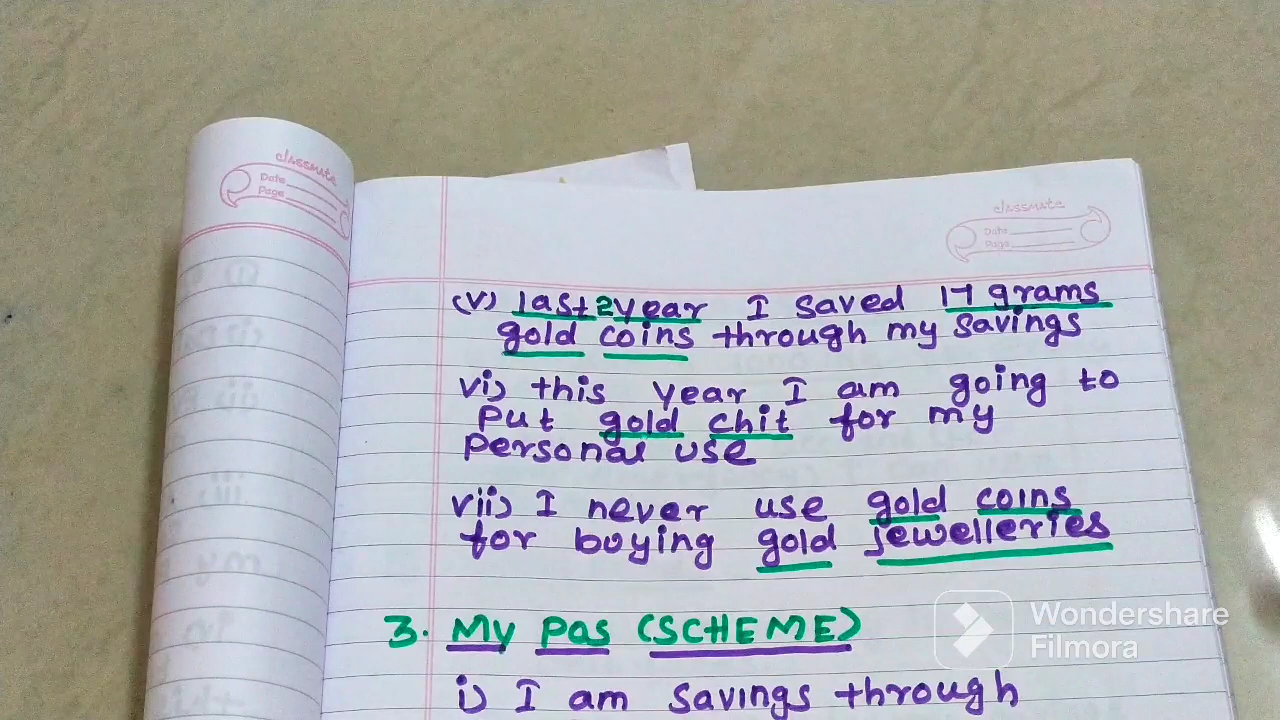 classmate
Date
Page
classmate
Date
Page
(v) last 2 year I saved 17 grams
gold coins through my savings
vi) this year I am going to
put gold chit for my
personal use
vii) I never use gold coins
for buying gold jewelleries
3. My Pas (SCHEME)
i) I am savings through
Wondershare
Filmora